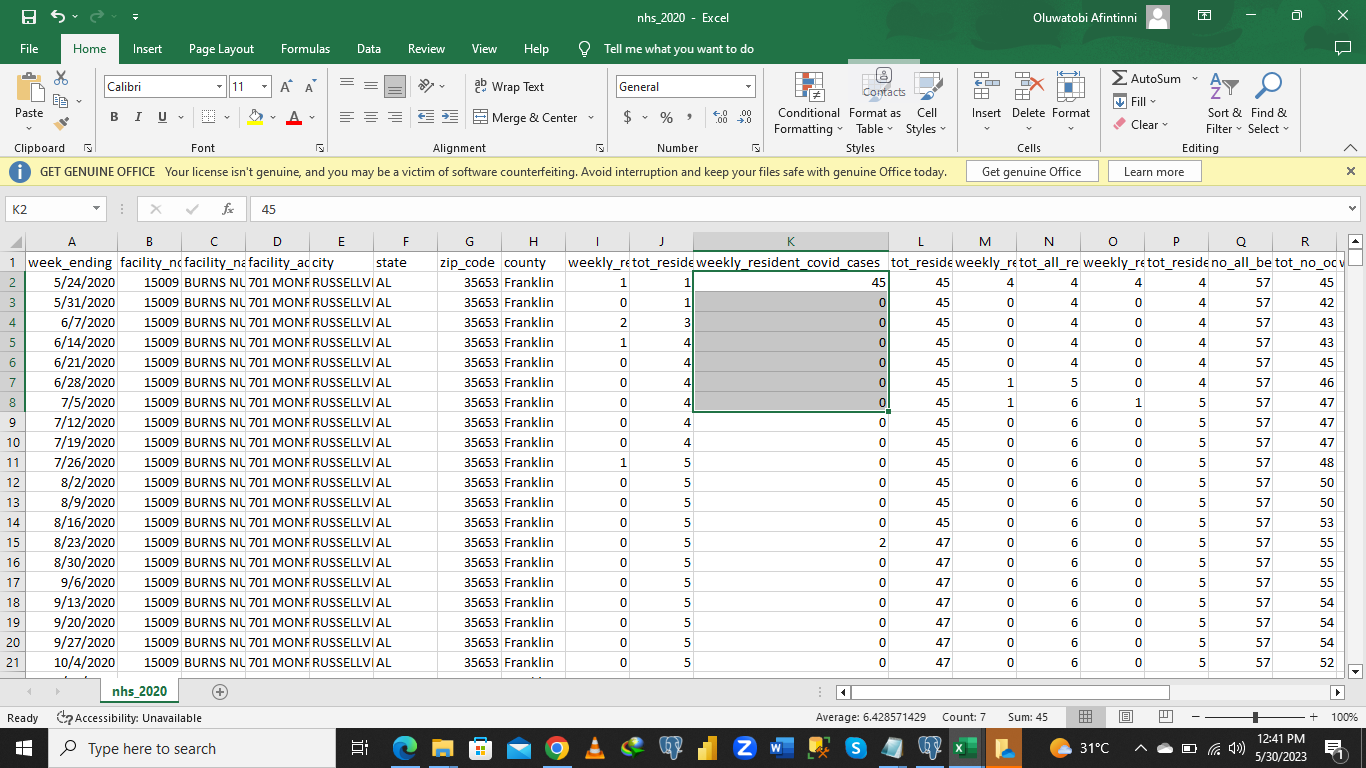 nhs_2020 - Excel
Oluwatobi Afintinni
File Home Insert Page Layout Formulas Data Review View Help Tell me what you want to do
Paste
Clipboard
Calibri 11
B I U A
Font
ab Wrap Text
Merge & Center
Alignment
General
$ % ,
Number
Contacts
Conditional Formatting
Format as Table
Cell Styles
Styles
Insert Delete Format
Cells
AutoSum
Fill
Clear
Sort & Filter
Find & Select
Editing
GET GENUINE OFFICE Your license isn't genuine, and you may be a victim of software counterfeiting. Avoid interruption and keep your files safe with genuine Office today. Get genuine Office Learn more
K2 fx 45
A B C D E F G H I J K L M N O P Q R
1 week_ending facility_no facility_na facility_ad city state zip_code county weekly_re tot_reside weekly_resident_covid_cases tot_reside weekly_re tot_all_re weekly_re tot_reside no_all_be tot_no_oc
2 5/24/2020 15009 BURNS NU 701 MONR RUSSELLVI AL 35653 Franklin 1 1 45 45 4 4 4 4 57 45
3 5/31/2020 15009 BURNS NU 701 MONR RUSSELLVI AL 35653 Franklin 0 1 0 45 0 4 0 4 57 42
4 6/7/2020 15009 BURNS NU 701 MONR RUSSELLVI AL 35653 Franklin 2 3 0 45 0 4 0 4 57 43
5 6/14/2020 15009 BURNS NU 701 MONR RUSSELLVI AL 35653 Franklin 1 4 0 45 0 4 0 4 57 43
6 6/21/2020 15009 BURNS NU 701 MONR RUSSELLVI AL 35653 Franklin 0 4 0 45 0 4 0 4 57 45
7 6/28/2020 15009 BURNS NU 701 MONR RUSSELLVI AL 35653 Franklin 0 4 0 45 1 5 0 4 57 46
8 7/5/2020 15009 BURNS NU 701 MONR RUSSELLVI AL 35653 Franklin 0 4 0 45 1 6 1 5 57 47
9 7/12/2020 15009 BURNS NU 701 MONR RUSSELLVI AL 35653 Franklin 0 4 0 45 0 6 0 5 57 47
10 7/19/2020 15009 BURNS NU 701 MONR RUSSELLVI AL 35653 Franklin 0 4 0 45 0 6 0 5 57 47
11 7/26/2020 15009 BURNS NU 701 MONR RUSSELLVI AL 35653 Franklin 1 5 0 45 0 6 0 5 57 48
12 8/2/2020 15009 BURNS NU 701 MONR RUSSELLVI AL 35653 Franklin 0 5 0 45 0 6 0 5 57 50
13 8/9/2020 15009 BURNS NU 701 MONR RUSSELLVI AL 35653 Franklin 0 5 0 45 0 6 0 5 57 50
14 8/16/2020 15009 BURNS NU 701 MONR RUSSELLVI AL 35653 Franklin 0 5 0 45 0 6 0 5 57 53
15 8/23/2020 15009 BURNS NU 701 MONR RUSSELLVI AL 35653 Franklin 0 5 2 47 0 6 0 5 57 55
16 8/30/2020 15009 BURNS NU 701 MONR RUSSELLVI AL 35653 Franklin 0 5 0 47 0 6 0 5 57 55
17 9/6/2020 15009 BURNS NU 701 MONR RUSSELLVI AL 35653 Franklin 0 5 0 47 0 6 0 5 57 55
18 9/13/2020 15009 BURNS NU 701 MONR RUSSELLVI AL 35653 Franklin 0 5 0 47 0 6 0 5 57 54
19 9/20/2020 15009 BURNS NU 701 MONR RUSSELLVI AL 35653 Franklin 0 5 0 47 0 6 0 5 57 54
20 9/27/2020 15009 BURNS NU 701 MONR RUSSELLVI AL 35653 Franklin 0 5 0 47 0 6 0 5 57 54
21 10/4/2020 15009 BURNS NU 701 MONR RUSSELLVI AL 35653 Franklin 0 5 0 47 0 6 0 5 57 52
nhs_2020
Ready Accessibility: Unavailable Average: 6.428571429 Count: 7 Sum: 45 100%
Type here to search
31°C
12:41 PM
5/30/2023
1